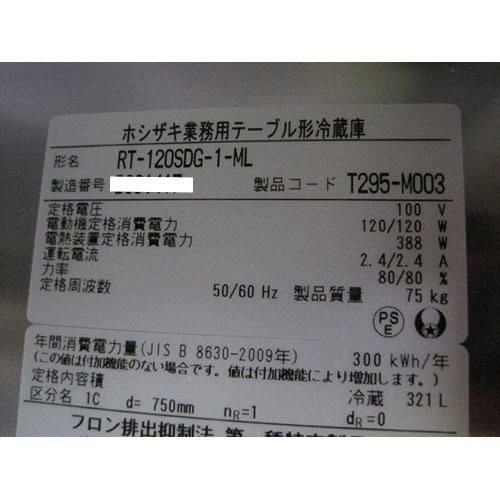 ホシザキ業務用テーブル形冷蔵庫
形名 RT-120SDG-1-ML
製造番号 製品コード T295-M003
定格電圧 100 V
電動機定格消費電力 120/120 W
電熱装置定格消費電力 388 W
運転電流 2.4/2.4 A
力率 80/80 %
定格周波数 50/60 Hz 製品質量 75 kg
PS E
年間消費電力量(JIS B 8630-2009年) 300 kWh/年
(この値は付加機能のない場合です。付加機能により増加します。)
定格内容積 冷蔵 321 L
区分名 1C d= 750mm nR=1 dR=0
フロン排出抑制法 第一種特定製品